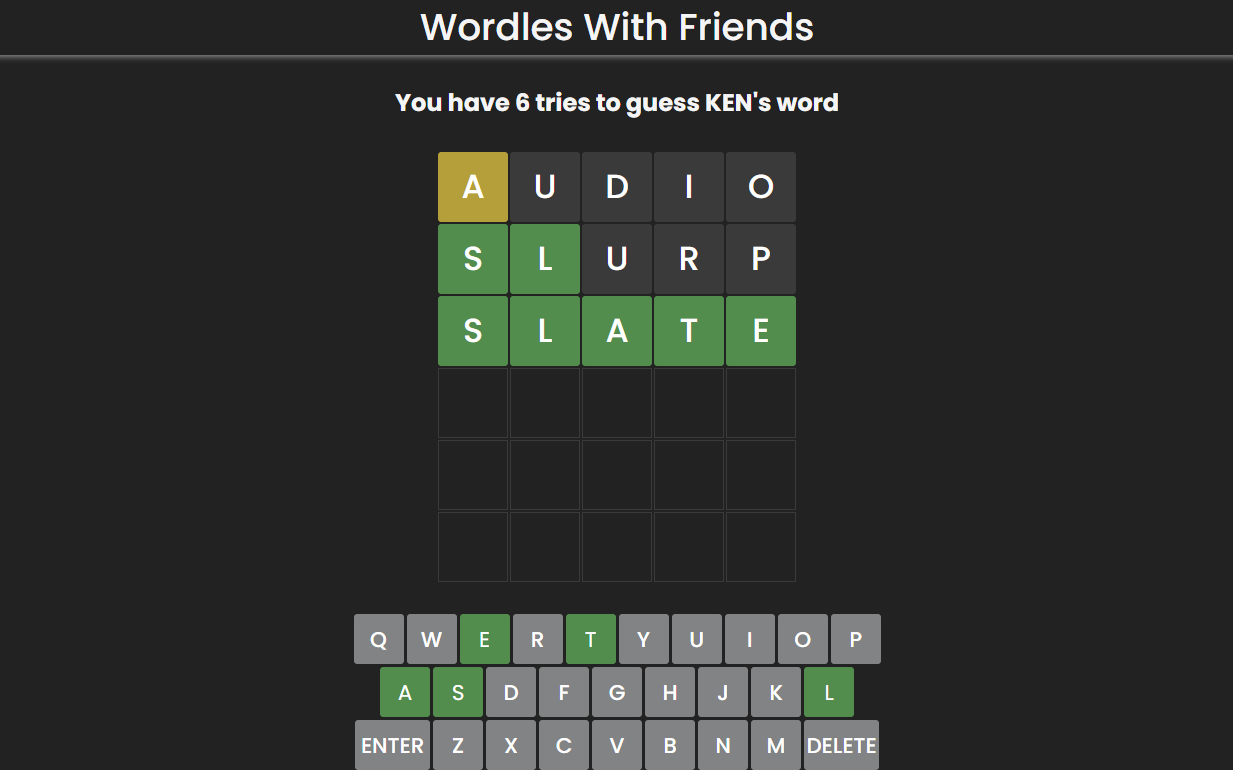 Wordles With Friends
You have 6 tries to guess KEN's word
A U D I O
S L U R P
S L A T E
Q W E R T Y U I O P
A S D F G H J K L
ENTER Z X C V B N M DELETE